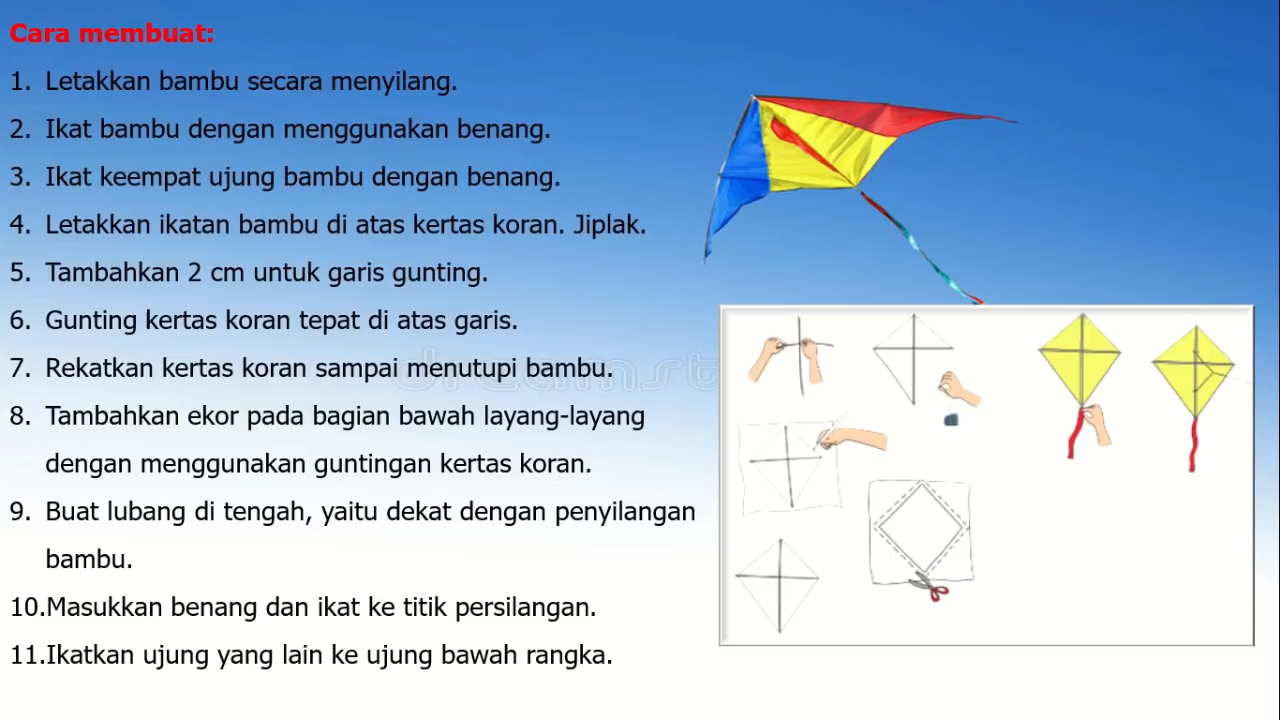 Cara membuat:
1. Letakkan bambu secara menyilang.
2. Ikat bambu dengan menggunakan benang.
3. Ikat keempat ujung bambu dengan benang.
4. Letakkan ikatan bambu di atas kertas koran. Jiplak.
5. Tambahkan 2 cm untuk garis gunting.
6. Gunting kertas koran tepat di atas garis.
7. Rekatkan kertas koran sampai menutupi bambu.
8. Tambahkan ekor pada bagian bawah layang-layang
dengan menggunakan guntingan kertas koran.
9. Buat lubang di tengah, yaitu dekat dengan penyilangan
bambu.
10.Masukkan benang dan ikat ke titik persilangan.
11.Ikatkan ujung yang lain ke ujung bawah rangka.